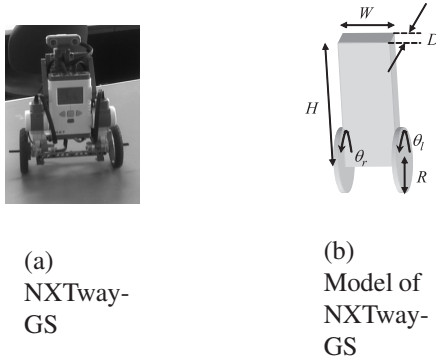 W
D
H
θr
θl
R
(a)
NXTway-
GS
(b)
Model of
NXTway-
GS